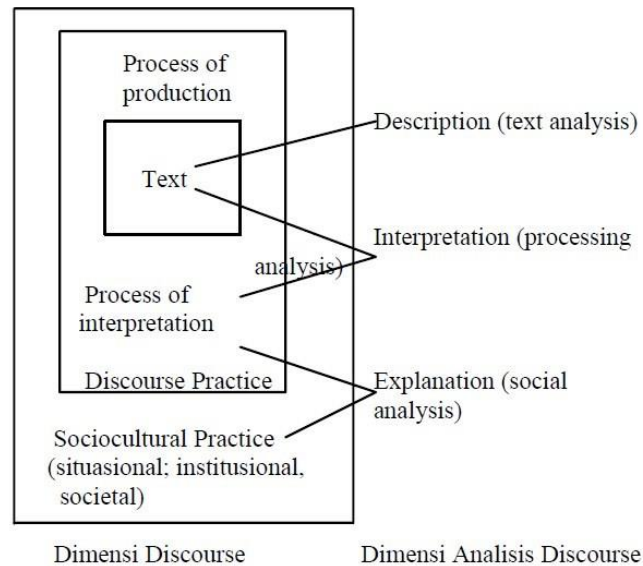 Process of
production
Text
Description (text analysis)
Interpretation (processing
analysis)
Process of
interpretation
Discourse Practice
Explanation (social
analysis)
Sociocultural Practice
(situasional; institusional,
societal)
Dimensi Discourse
Dimensi Analisis Discourse